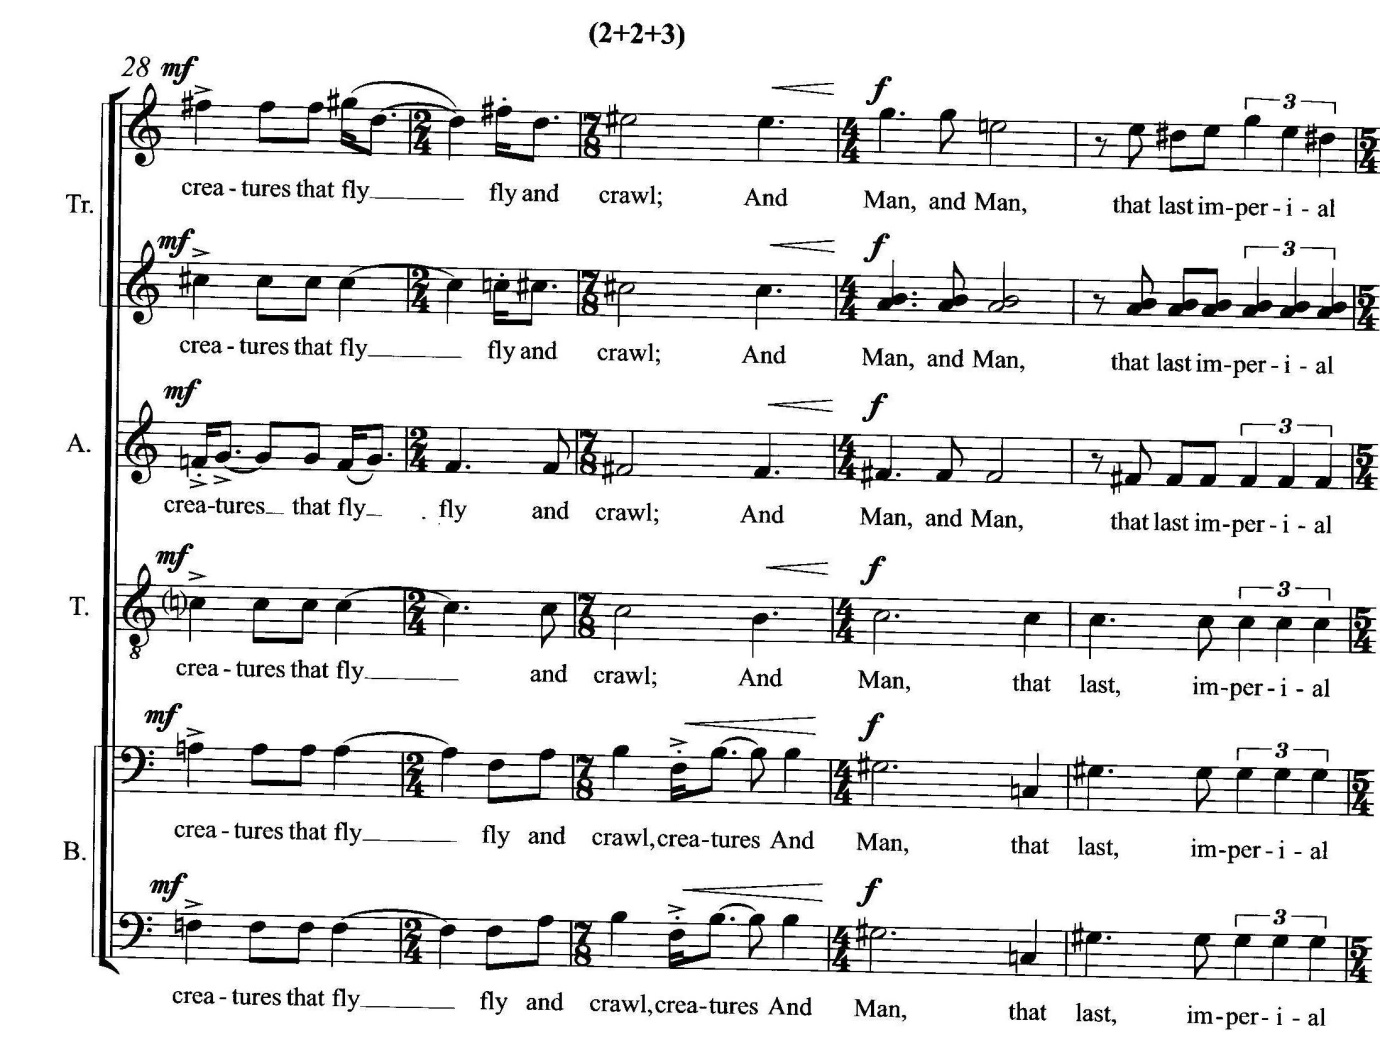 (2+2+3)
28 mf f
crea - tures that fly fly and crawl; And Man, and Man, that last im-per - i - al
Tr.
mf f
crea - tures that fly fly and crawl; And Man, and Man, that last im-per - i - al
mf f
A.
crea-tures that fly . fly and crawl; And Man, and Man, that last im-per - i - al
mf f
T.
crea - tures that fly and crawl; And Man, that last, im-per - i - al
mf f
crea - tures that fly fly and crawl, crea-tures And Man, that last, im-per - i - al
B.
mf f
crea - tures that fly fly and crawl, crea-tures And Man, that last, im-per - i - al